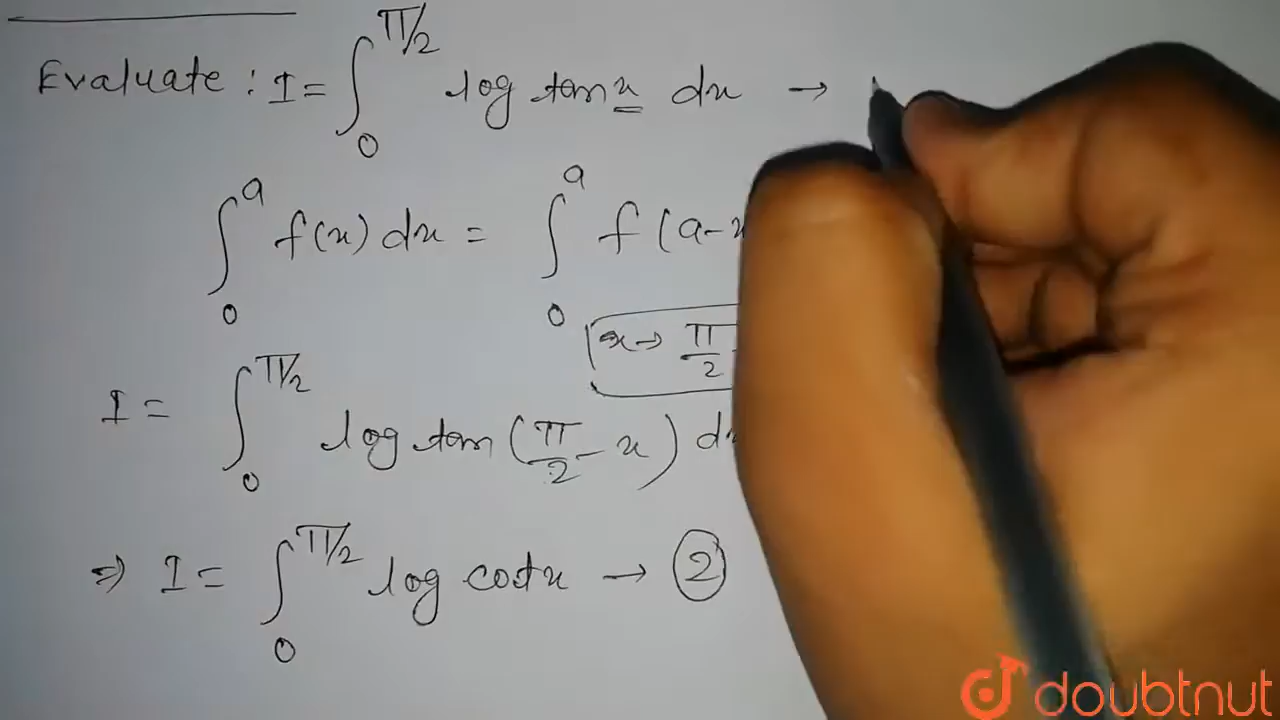 Evaluate : I = ∫₀^π/2 log tan x dx →
∫₀^a f(x) dx = ∫₀^a f(a-x
x → π/2
I = ∫₀^π/2 log tan (π/2 - x) dx
⇒ I = ∫₀^π/2 log cot x → 2
doubtnut